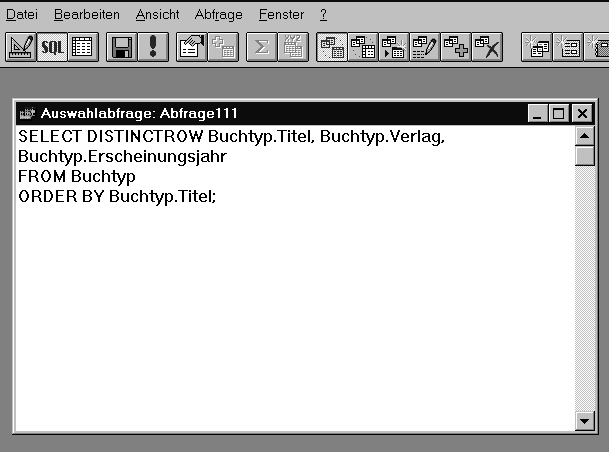 Datei Bearbeiten Ansicht Abfrage Fenster ?
SQL
XYZ
Auswahlabfrage: Abfrage111
SELECT DISTINCTROW Buchtyp.Titel, Buchtyp.Verlag,
Buchtyp.Erscheinungsjahr
FROM Buchtyp
ORDER BY Buchtyp.Titel;